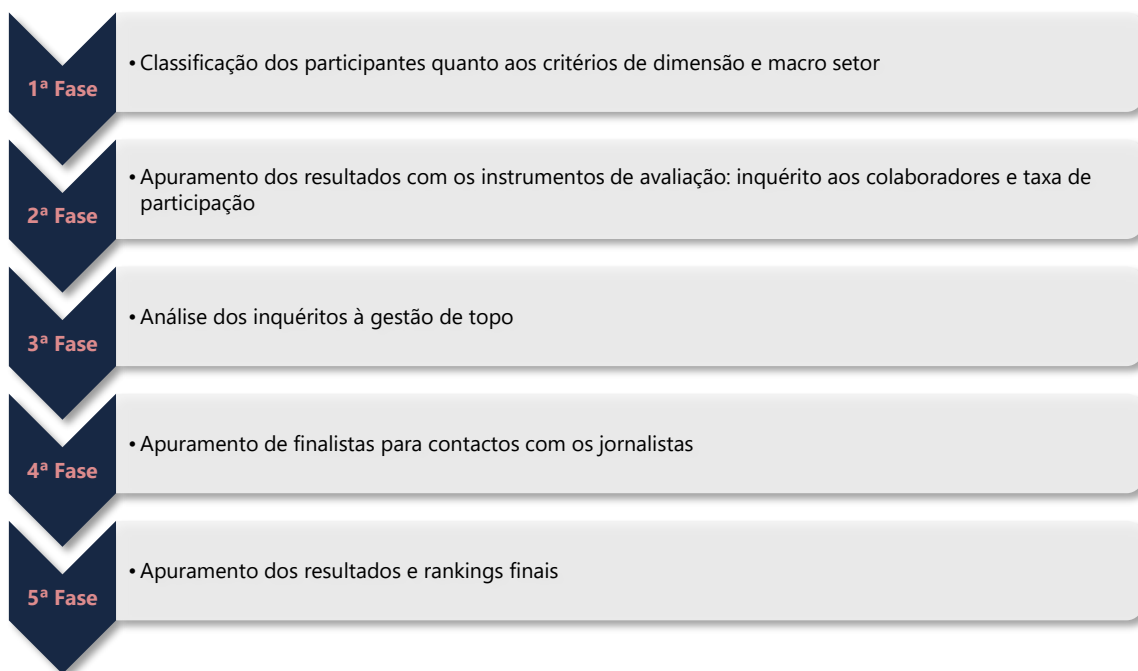 1ª Fase
• Classificação dos participantes quanto aos critérios de dimensão e macro setor
2ª Fase
• Apuramento dos resultados com os instrumentos de avaliação: inquérito aos colaboradores e taxa de
participação
3ª Fase
• Análise dos inquéritos à gestão de topo
4ª Fase
• Apuramento de finalistas para contactos com os jornalistas
5ª Fase
• Apuramento dos resultados e rankings finais